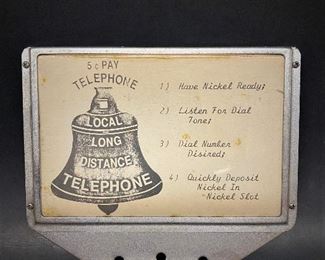 5¢ PAY
TELEPHONE
LOCAL
LONG
DISTANCE
TELEPHONE
1) Have Nickel Ready;
2) Listen For Dial
Tone;
3) Dial Number
Disired;
4) Quickly Deposit
Nickel In
Nickel Slot